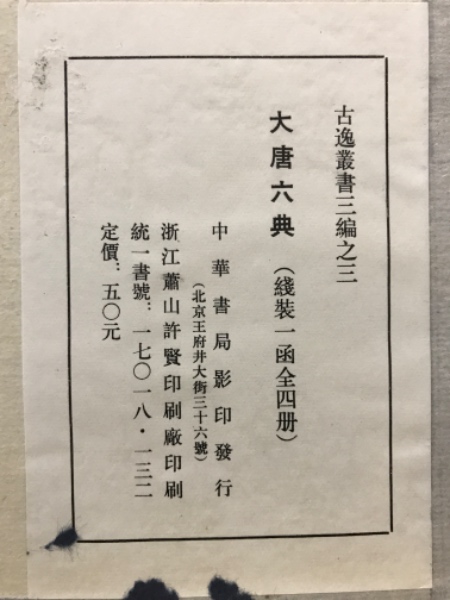 古逸叢書三編之三
大唐六典（綫裝一函全四册）
中華書局影印發行
（北京王府井大街三十六號）
浙江蕭山許賢印刷廠印刷
統一書號：一七〇一八·一三二
定價：五〇元